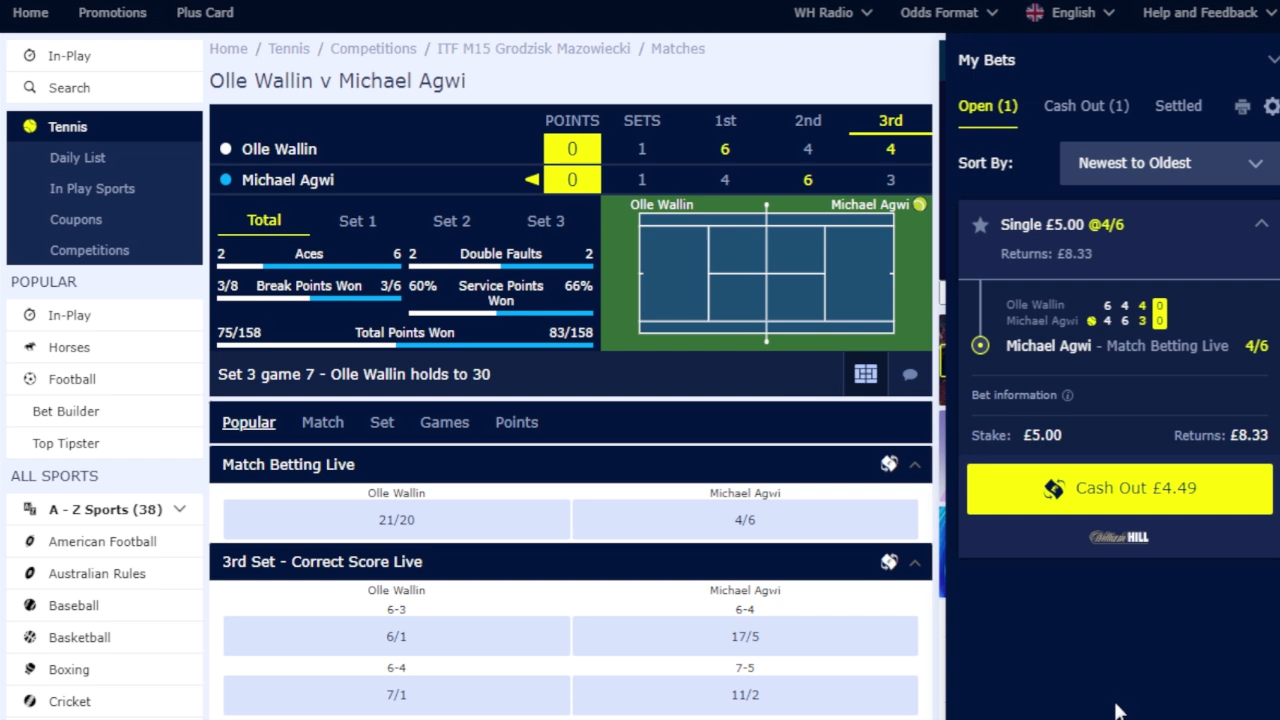 Home Promotions Plus Card WH Radio Odds Format English Help and Feedback
In-Play
Search
Tennis
Daily List
In Play Sports
Coupons
Competitions
POPULAR
In-Play
Horses
Football
Bet Builder
Top Tipster
ALL SPORTS
A - Z Sports (38)
American Football
Australian Rules
Baseball
Basketball
Boxing
Cricket
Home / Tennis / Competitions / ITF M15 Grodzisk Mazowiecki / Matches
Olle Wallin v Michael Agwi
POINTS SETS 1st 2nd 3rd
Olle Wallin 0 1 6 4 4
Michael Agwi 0 1 4 6 3
Total Set 1 Set 2 Set 3
2 Aces 6 2 Double Faults 2
3/8 Break Points Won 3/6 60% Service Points Won 66%
75/158 Total Points Won 83/158
Olle Wallin Michael Agwi
Set 3 game 7 - Olle Wallin holds to 30
Popular Match Set Games Points
Match Betting Live
Olle Wallin Michael Agwi
21/20 4/6
3rd Set - Correct Score Live
Olle Wallin Michael Agwi
6-3 6-4
6/1 17/5
6-4 7-5
7/1 11/2
My Bets
Open (1) Cash Out (1) Settled
Sort By: Newest to Oldest
Single £5.00 @4/6
Returns: £8.33
Olle Wallin 6 4 4 0
Michael Agwi 4 6 3 0
Michael Agwi - Match Betting Live 4/6
Bet information
Stake: £5.00 Returns: £8.33
Cash Out £4.49
William HILL